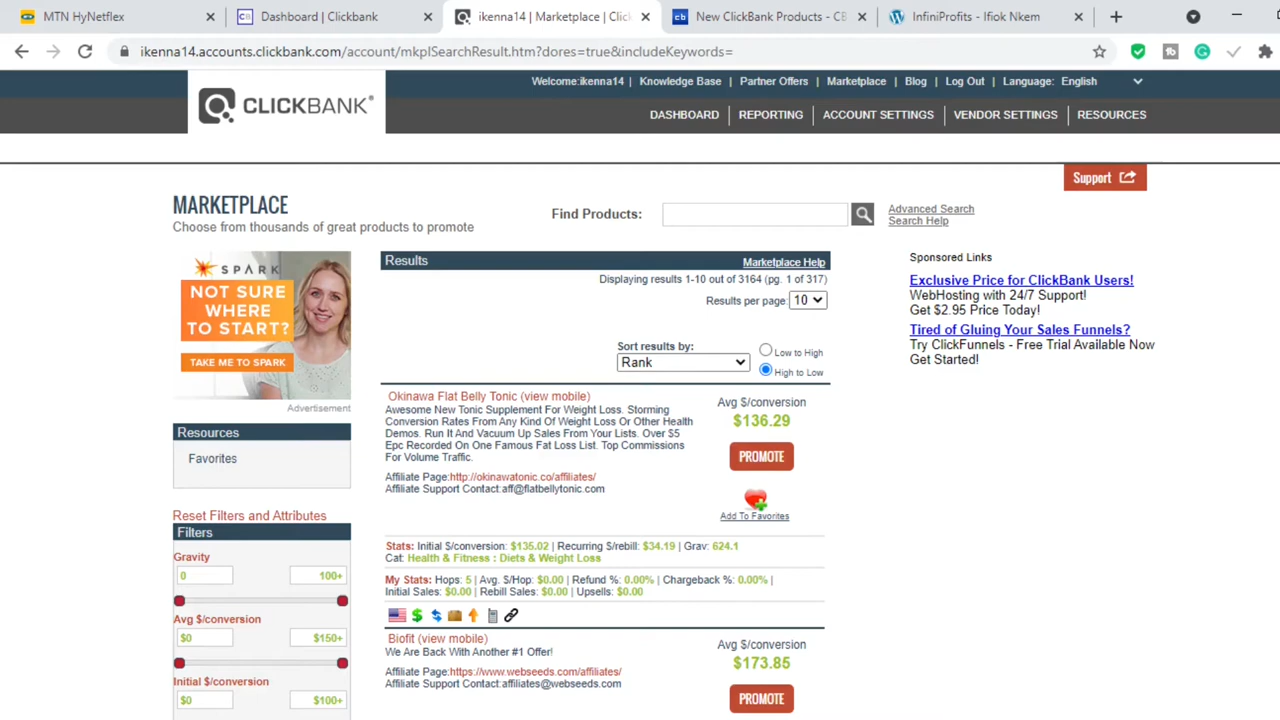 MTN HyNetflex
Dashboard | Clickbank
ikenna14 | Marketplace | Click
New ClickBank Products - CB
InfiniProfits - Ifiok Nkem
ikenna14.accounts.clickbank.com/account/mkplSearchResult.htm?dores=true&includeKeywords=
Welcome:ikenna14 | Knowledge Base | Partner Offers | Marketplace | Blog | Log Out | Language: English
CLICKBANK®
DASHBOARD | REPORTING | ACCOUNT SETTINGS | VENDOR SETTINGS | RESOURCES
Support
MARKETPLACE
Choose from thousands of great products to promote
Find Products:
Advanced Search
Search Help
SPARK
NOT SURE
WHERE
TO START?
TAKE ME TO SPARK
Advertisement
Resources
Favorites
Reset Filters and Attributes
Filters
Gravity
0 100+
Avg $/conversion
$0 $150+
Initial $/conversion
$0 $100+
Results Marketplace Help
Displaying results 1-10 out of 3164 (pg. 1 of 317)
Results per page: 10
Sort results by:
Rank
Low to High
High to Low
Okinawa Flat Belly Tonic (view mobile)
Awesome New Tonic Supplement For Weight Loss. Storming
Conversion Rates From Any Kind Of Weight Loss Or Other Health
Demos. Run It And Vacuum Up Sales From Your Lists. Over $5
Epc Recorded On One Famous Fat Loss List. Top Commissions
For Volume Traffic.
Affiliate Page:http://okinawatonic.co/affiliates/
Affiliate Support Contact:aff@flatbellytonic.com
Avg $/conversion
$136.29
PROMOTE
Add To Favorites
Stats: Initial $/conversion: $135.02 | Recurring $/rebill: $34.19 | Grav: 624.1
Cat: Health & Fitness : Diets & Weight Loss
My Stats: Hops: 5 | Avg. $/Hop: $0.00 | Refund %: 0.00% | Chargeback %: 0.00% |
Initial Sales: $0.00 | Rebill Sales: $0.00 | Upsells: $0.00
Biofit (view mobile)
We Are Back With Another #1 Offer!
Affiliate Page:https://www.webseeds.com/affiliates/
Affiliate Support Contact:affiliates@webseeds.com
Avg $/conversion
$173.85
PROMOTE
Sponsored Links
Exclusive Price for ClickBank Users!
WebHosting with 24/7 Support!
Get $2.95 Price Today!
Tired of Gluing Your Sales Funnels?
Try ClickFunnels - Free Trial Available Now
Get Started!